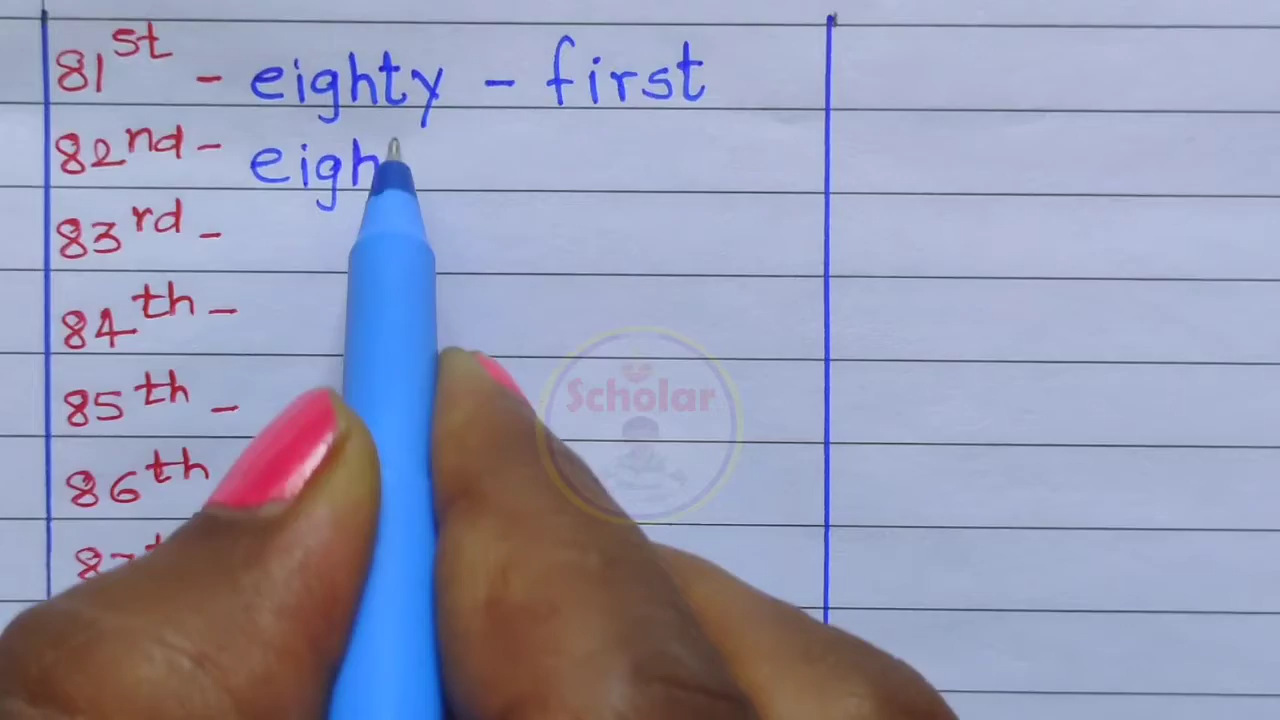 81st - eighty - first
82nd - eigh
83rd -
84th -
85th -
86th
Scholar